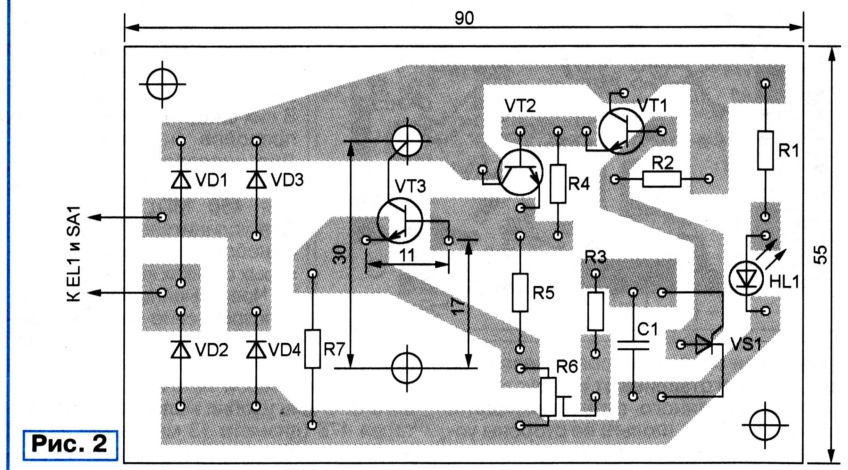 90
VT2
VT1
R1
R2
VD1
VD3
R4
VT3
К EL1 и SA1
30
11
55
17
R3
HL1
R5
C1
VS1
VD2
VD4
R7
R6
Рис. 2